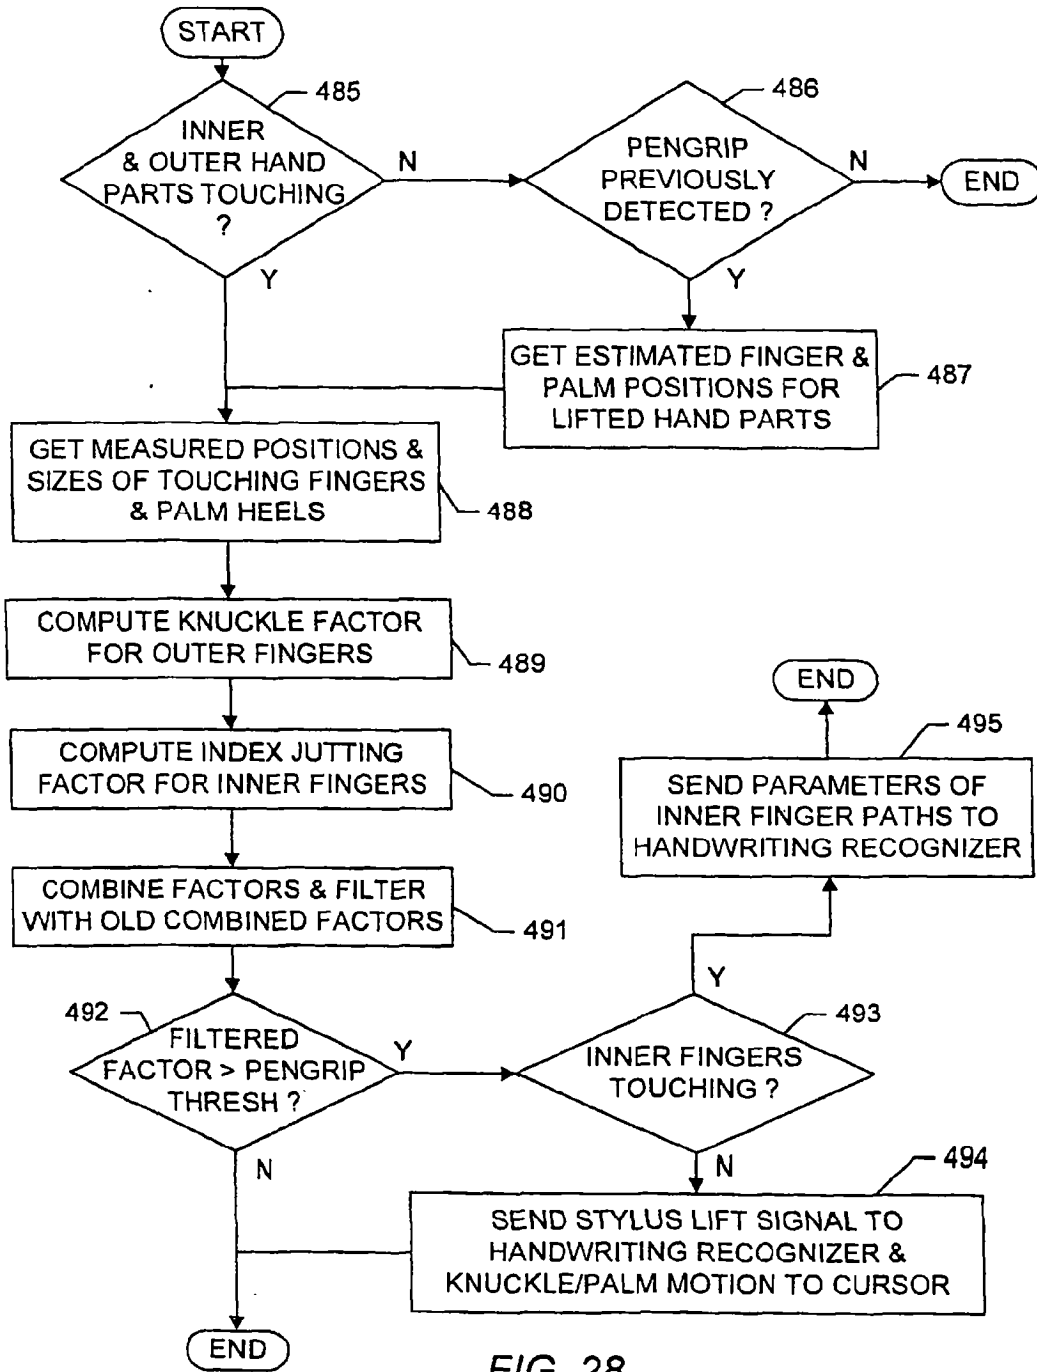 START
485
INNER
& OUTER HAND
PARTS TOUCHING
?
N
Y
486
PENGRIP
PREVIOUSLY
DETECTED ?
N
END
Y
GET ESTIMATED FINGER &
PALM POSITIONS FOR
LIFTED HAND PARTS
487
GET MEASURED POSITIONS &
SIZES OF TOUCHING FINGERS
& PALM HEELS
488
COMPUTE KNUCKLE FACTOR
FOR OUTER FINGERS
489
COMPUTE INDEX JUTTING
FACTOR FOR INNER FINGERS
490
COMBINE FACTORS & FILTER
WITH OLD COMBINED FACTORS
491
492
FILTERED
FACTOR > PENGRIP
THRESH ?
Y
N
493
INNER FINGERS
TOUCHING ?
Y
N
END
495
SEND PARAMETERS OF
INNER FINGER PATHS TO
HANDWRITING RECOGNIZER
494
SEND STYLUS LIFT SIGNAL TO
HANDWRITING RECOGNIZER &
KNUCKLE/PALM MOTION TO CURSOR
END
FIG. 28